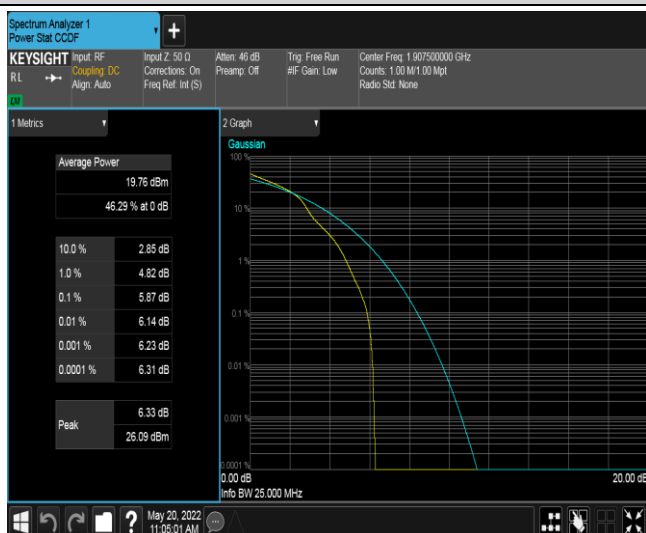 Spectrum Analyzer 1
Power Stat CCDF
+
KEYSIGHT
R L
Input: RF
Coupling: DC
Align: Auto
Input Z: 50 Ω
Corrections: On
Freq Ref: Int (S)
Atten: 46 dB
Preamp: Off
Trig: Free Run
#IF Gain: Low
Center Freq: 1.907500000 GHz
Counts: 1.00 M/1.00 Mpt
Radio Std: None
1 Metrics
Average Power
19.76 dBm
46.29 % at 0 dB
10.0 % 2.85 dB
1.0 % 4.82 dB
0.1 % 5.87 dB
0.01 % 6.14 dB
0.001 % 6.23 dB
0.0001 % 6.31 dB
Peak
6.33 dB
26.09 dBm
2 Graph
Gaussian
100 %
10 %
1 %
0.1 %
0.01 %
0.001 %
0.0001 %
0.00 dB
20.00 dB
Info BW 25.000 MHz
?
May 20, 2022
11:05:01 AM